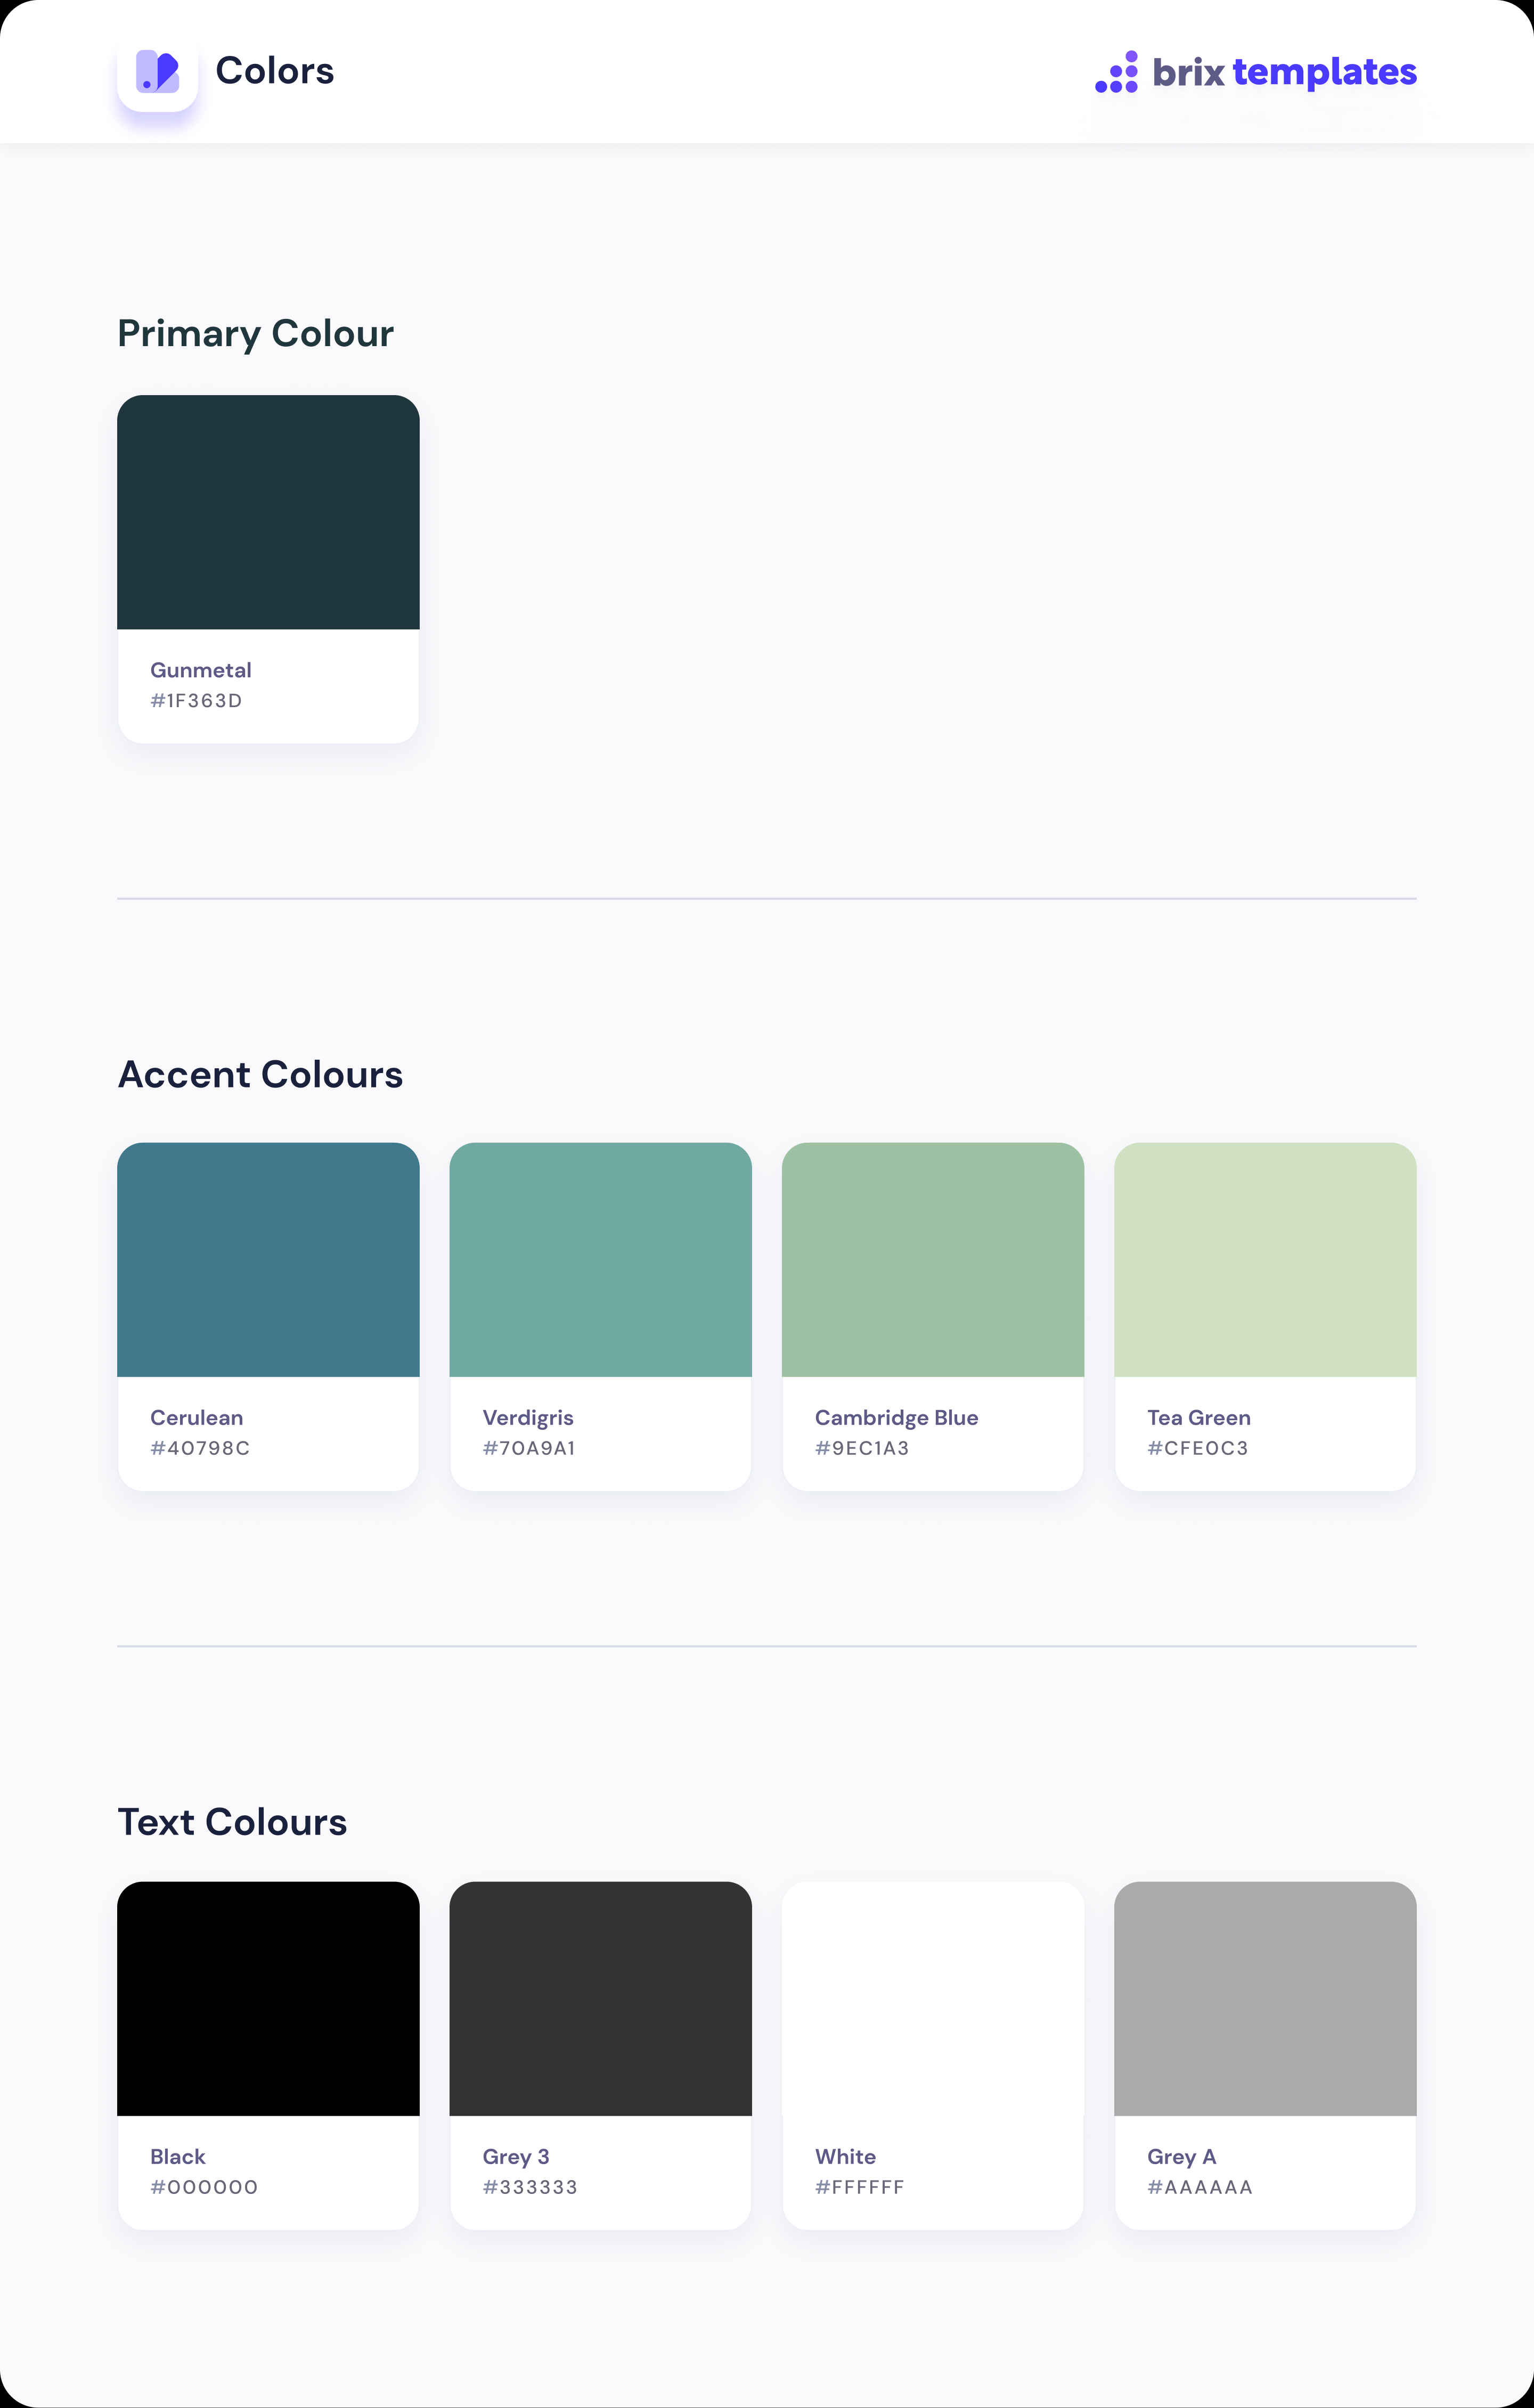 Colors
brix templates
Primary Colour
Gunmetal
#1F363D
Accent Colours
Cerulean
#40798C
Verdigris
#70A9A1
Cambridge Blue
#9EC1A3
Tea Green
#CFE0C3
Text Colours
Black
#000000
Grey 3
#333333
White
#FFFFFF
Grey A
#AAAAAA